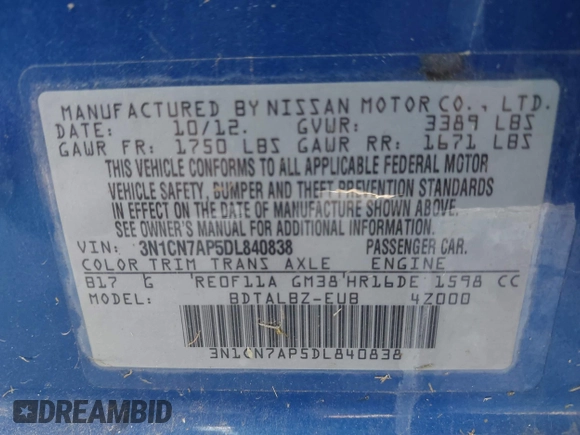 MANUFACTURED BY NISSAN MOTOR CO., LTD.
DATE: 10/12. GVWR: 3389 LBS
GAWR FR: 1750 LBS GAWR RR: 1671 LBS
THIS VEHICLE CONFORMS TO ALL APPLICABLE FEDERAL MOTOR
VEHICLE SAFETY, BUMPER AND THEFT PREVENTION STANDARDS
IN EFFECT ON THE DATE OF MANUFACTURE SHOWN ABOVE.
SEE OWNER'S MANUAL FOR ADDITIONAL INFORMATION.
VIN: 3N1CN7AP5DL840838 PASSENGER CAR.
COLOR TRIM TRANS AXLE ENGINE
B17 G RE0F11A GM38 HR16DE 1598 CC
MODEL: BDTALBZ-EUB 4Z000
3N1CN7AP5DL840838
DREAMBID